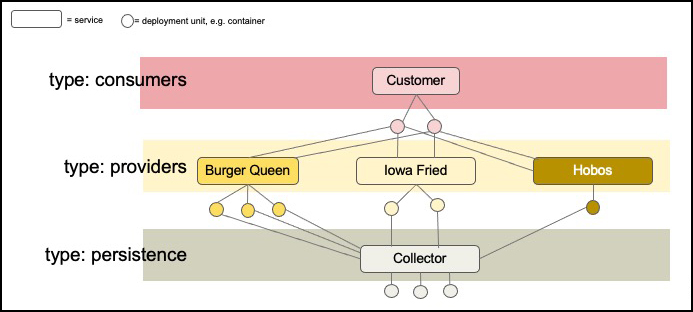 = service
= deployment unit, e.g. container
type: consumers
Customer
type: providers
Burger Queen
Iowa Fried
Hobos
type: persistence
Collector